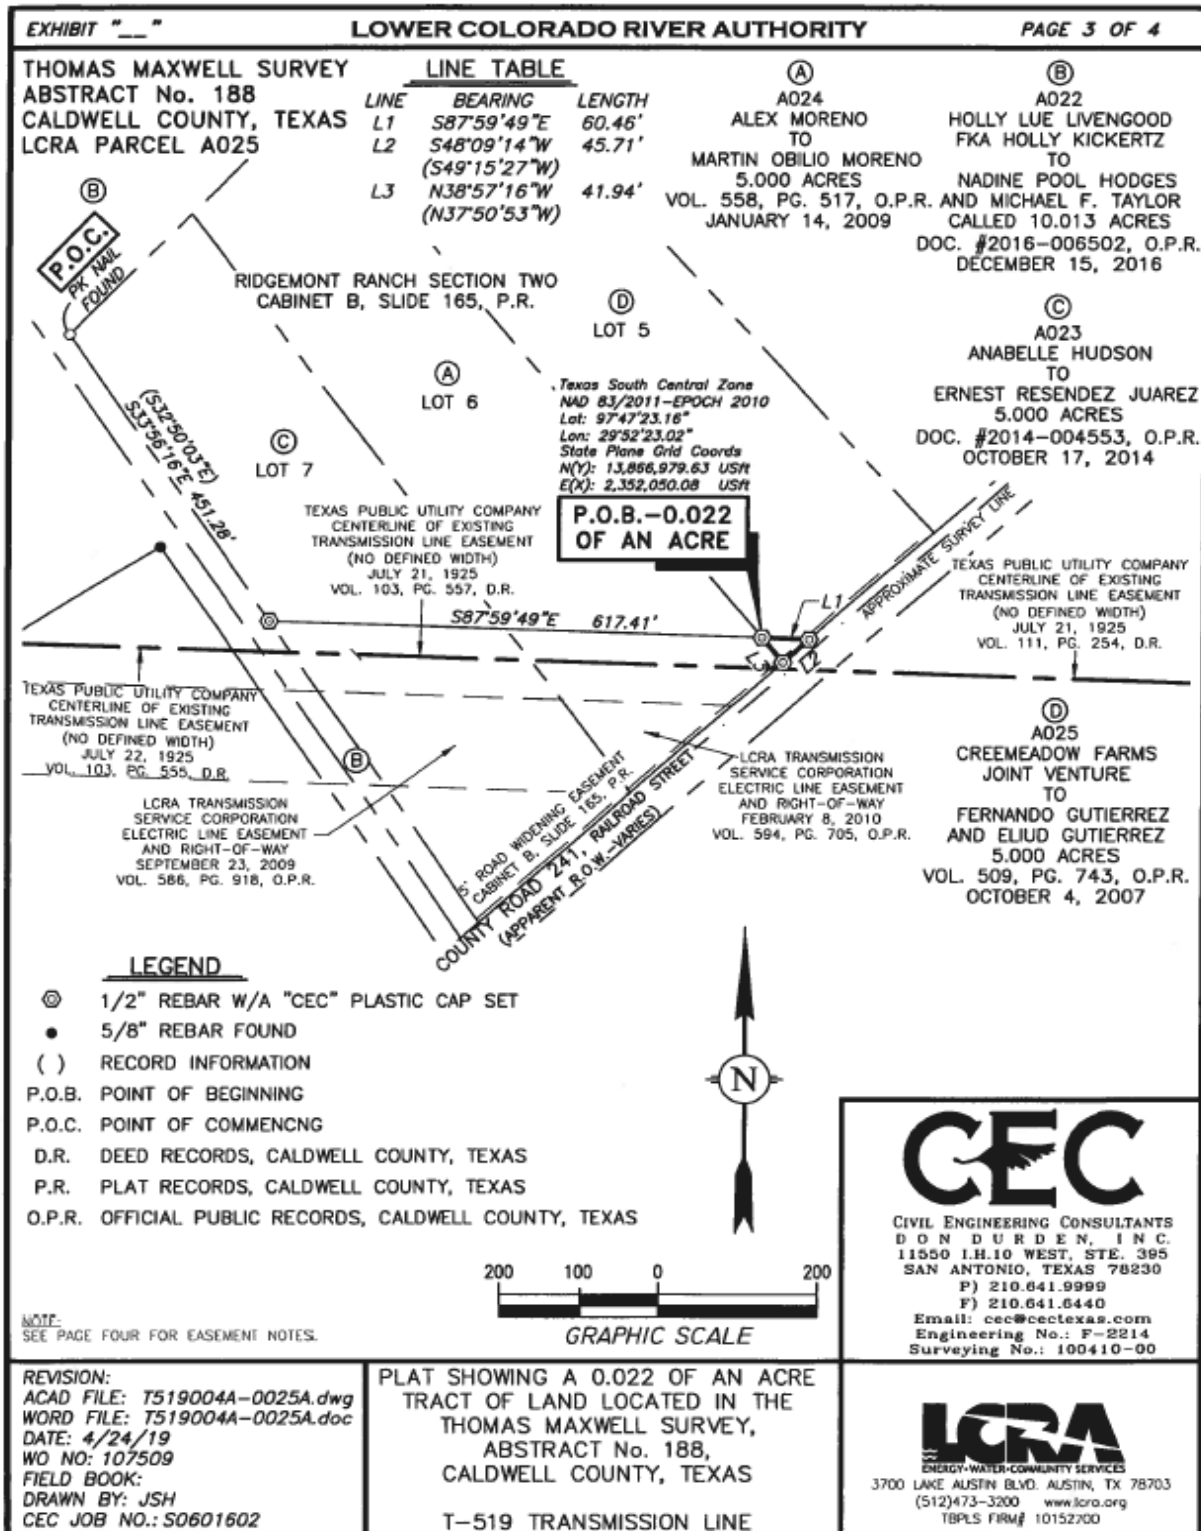 EXHIBIT "__"
LOWER COLORADO RIVER AUTHORITY
PAGE 3 OF 4
THOMAS MAXWELL SURVEY
ABSTRACT No. 188
CALDWELL COUNTY, TEXAS
LCRA PARCEL A025
LINE TABLE
LINE BEARING LENGTH
L1 S87°59'49"E 60.46'
L2 S48°09'14"W 45.71'
(S49°15'27"W)
L3 N38°57'16"W 41.94'
(N37°50'53"W)
A
A024
ALEX MORENO
TO
MARTIN OBILIO MORENO
5.000 ACRES
VOL. 558, PG. 517, O.P.R.
JANUARY 14, 2009
B
A022
HOLLY LUE LIVENGOOD
FKA HOLLY KICKERTZ
TO
NADINE POOL HODGES
AND MICHAEL F. TAYLOR
CALLED 10.013 ACRES
DOC. #2016-006502, O.P.R.
DECEMBER 15, 2016
C
A023
ANABELLE HUDSON
TO
ERNEST RESENDEZ JUAREZ
5.000 ACRES
DOC. #2014-004553, O.P.R.
OCTOBER 17, 2014
B
P.O.C.
PK NAIL
FOUND
RIDGEMONT RANCH SECTION TWO
CABINET B, SLIDE 165, P.R.
D
LOT 5
A
LOT 6
C
LOT 7
(S32°50'03"E)
S33°56'16"E 451.28'
Texas South Central Zone
NAD 83/2011-EPOCH 2010
Lat: 97°47'23.16"
Lon: 29°52'23.02"
State Plane Grid Coords
N(Y): 13,866,979.63 USft
E(X): 2,352,050.08 USft
P.O.B.-0.022
OF AN ACRE
TEXAS PUBLIC UTILITY COMPANY
CENTERLINE OF EXISTING
TRANSMISSION LINE EASEMENT
(NO DEFINED WIDTH)
JULY 21, 1925
VOL. 103, PG. 557, D.R.
S87°59'49"E 617.41'
L1
L3
L2
APPROXIMATE SURVEY LINE
TEXAS PUBLIC UTILITY COMPANY
CENTERLINE OF EXISTING
TRANSMISSION LINE EASEMENT
(NO DEFINED WIDTH)
JULY 21, 1925
VOL. 111, PG. 254, D.R.
TEXAS PUBLIC UTILITY COMPANY
CENTERLINE OF EXISTING
TRANSMISSION LINE EASEMENT
(NO DEFINED WIDTH)
JULY 22, 1925
VOL. 103, PG. 555, D.R.
B
LCRA TRANSMISSION
SERVICE CORPORATION
ELECTRIC LINE EASEMENT
AND RIGHT-OF-WAY
SEPTEMBER 23, 2009
VOL. 586, PG. 918, O.P.R.
5' ROAD WIDENING EASEMENT
CABINET B, SLIDE 165, P.R.
COUNTY ROAD 241, RAILROAD STREET
(APPARENT R.O.W.-VARIES)
LCRA TRANSMISSION
SERVICE CORPORATION
ELECTRIC LINE EASEMENT
AND RIGHT-OF-WAY
FEBRUARY 8, 2010
VOL. 594, PG. 705, O.P.R.
D
A025
CREEMEADOW FARMS
JOINT VENTURE
TO
FERNANDO GUTIERREZ
AND ELIUD GUTIERREZ
5.000 ACRES
VOL. 509, PG. 743, O.P.R.
OCTOBER 4, 2007
LEGEND
1/2" REBAR W/A "CEC" PLASTIC CAP SET
5/8" REBAR FOUND
( ) RECORD INFORMATION
P.O.B. POINT OF BEGINNING
P.O.C. POINT OF COMMENCNG
D.R. DEED RECORDS, CALDWELL COUNTY, TEXAS
P.R. PLAT RECORDS, CALDWELL COUNTY, TEXAS
O.P.R. OFFICIAL PUBLIC RECORDS, CALDWELL COUNTY, TEXAS
N
200 100 0 200
GRAPHIC SCALE
NOTE:
SEE PAGE FOUR FOR EASEMENT NOTES.
CEC
CIVIL ENGINEERING CONSULTANTS
DON DURDEN, INC.
11550 I.H.10 WEST, STE. 395
SAN ANTONIO, TEXAS 78230
P) 210.641.9999
F) 210.641.6440
Email: cec@cectexas.com
Engineering No.: F-2214
Surveying No.: 100410-00
REVISION:
ACAD FILE: T519004A-0025A.dwg
WORD FILE: T519004A-0025A.doc
DATE: 4/24/19
WO NO: 107509
FIELD BOOK:
DRAWN BY: JSH
CEC JOB NO.: S0601602
PLAT SHOWING A 0.022 OF AN ACRE
TRACT OF LAND LOCATED IN THE
THOMAS MAXWELL SURVEY,
ABSTRACT No. 188,
CALDWELL COUNTY, TEXAS
T-519 TRANSMISSION LINE
LCRA
ENERGY•WATER•COMMUNITY SERVICES
3700 LAKE AUSTIN BLVD. AUSTIN, TX 78703
(512)473-3200 www.lcra.org
TBPLS FIRM# 10152700